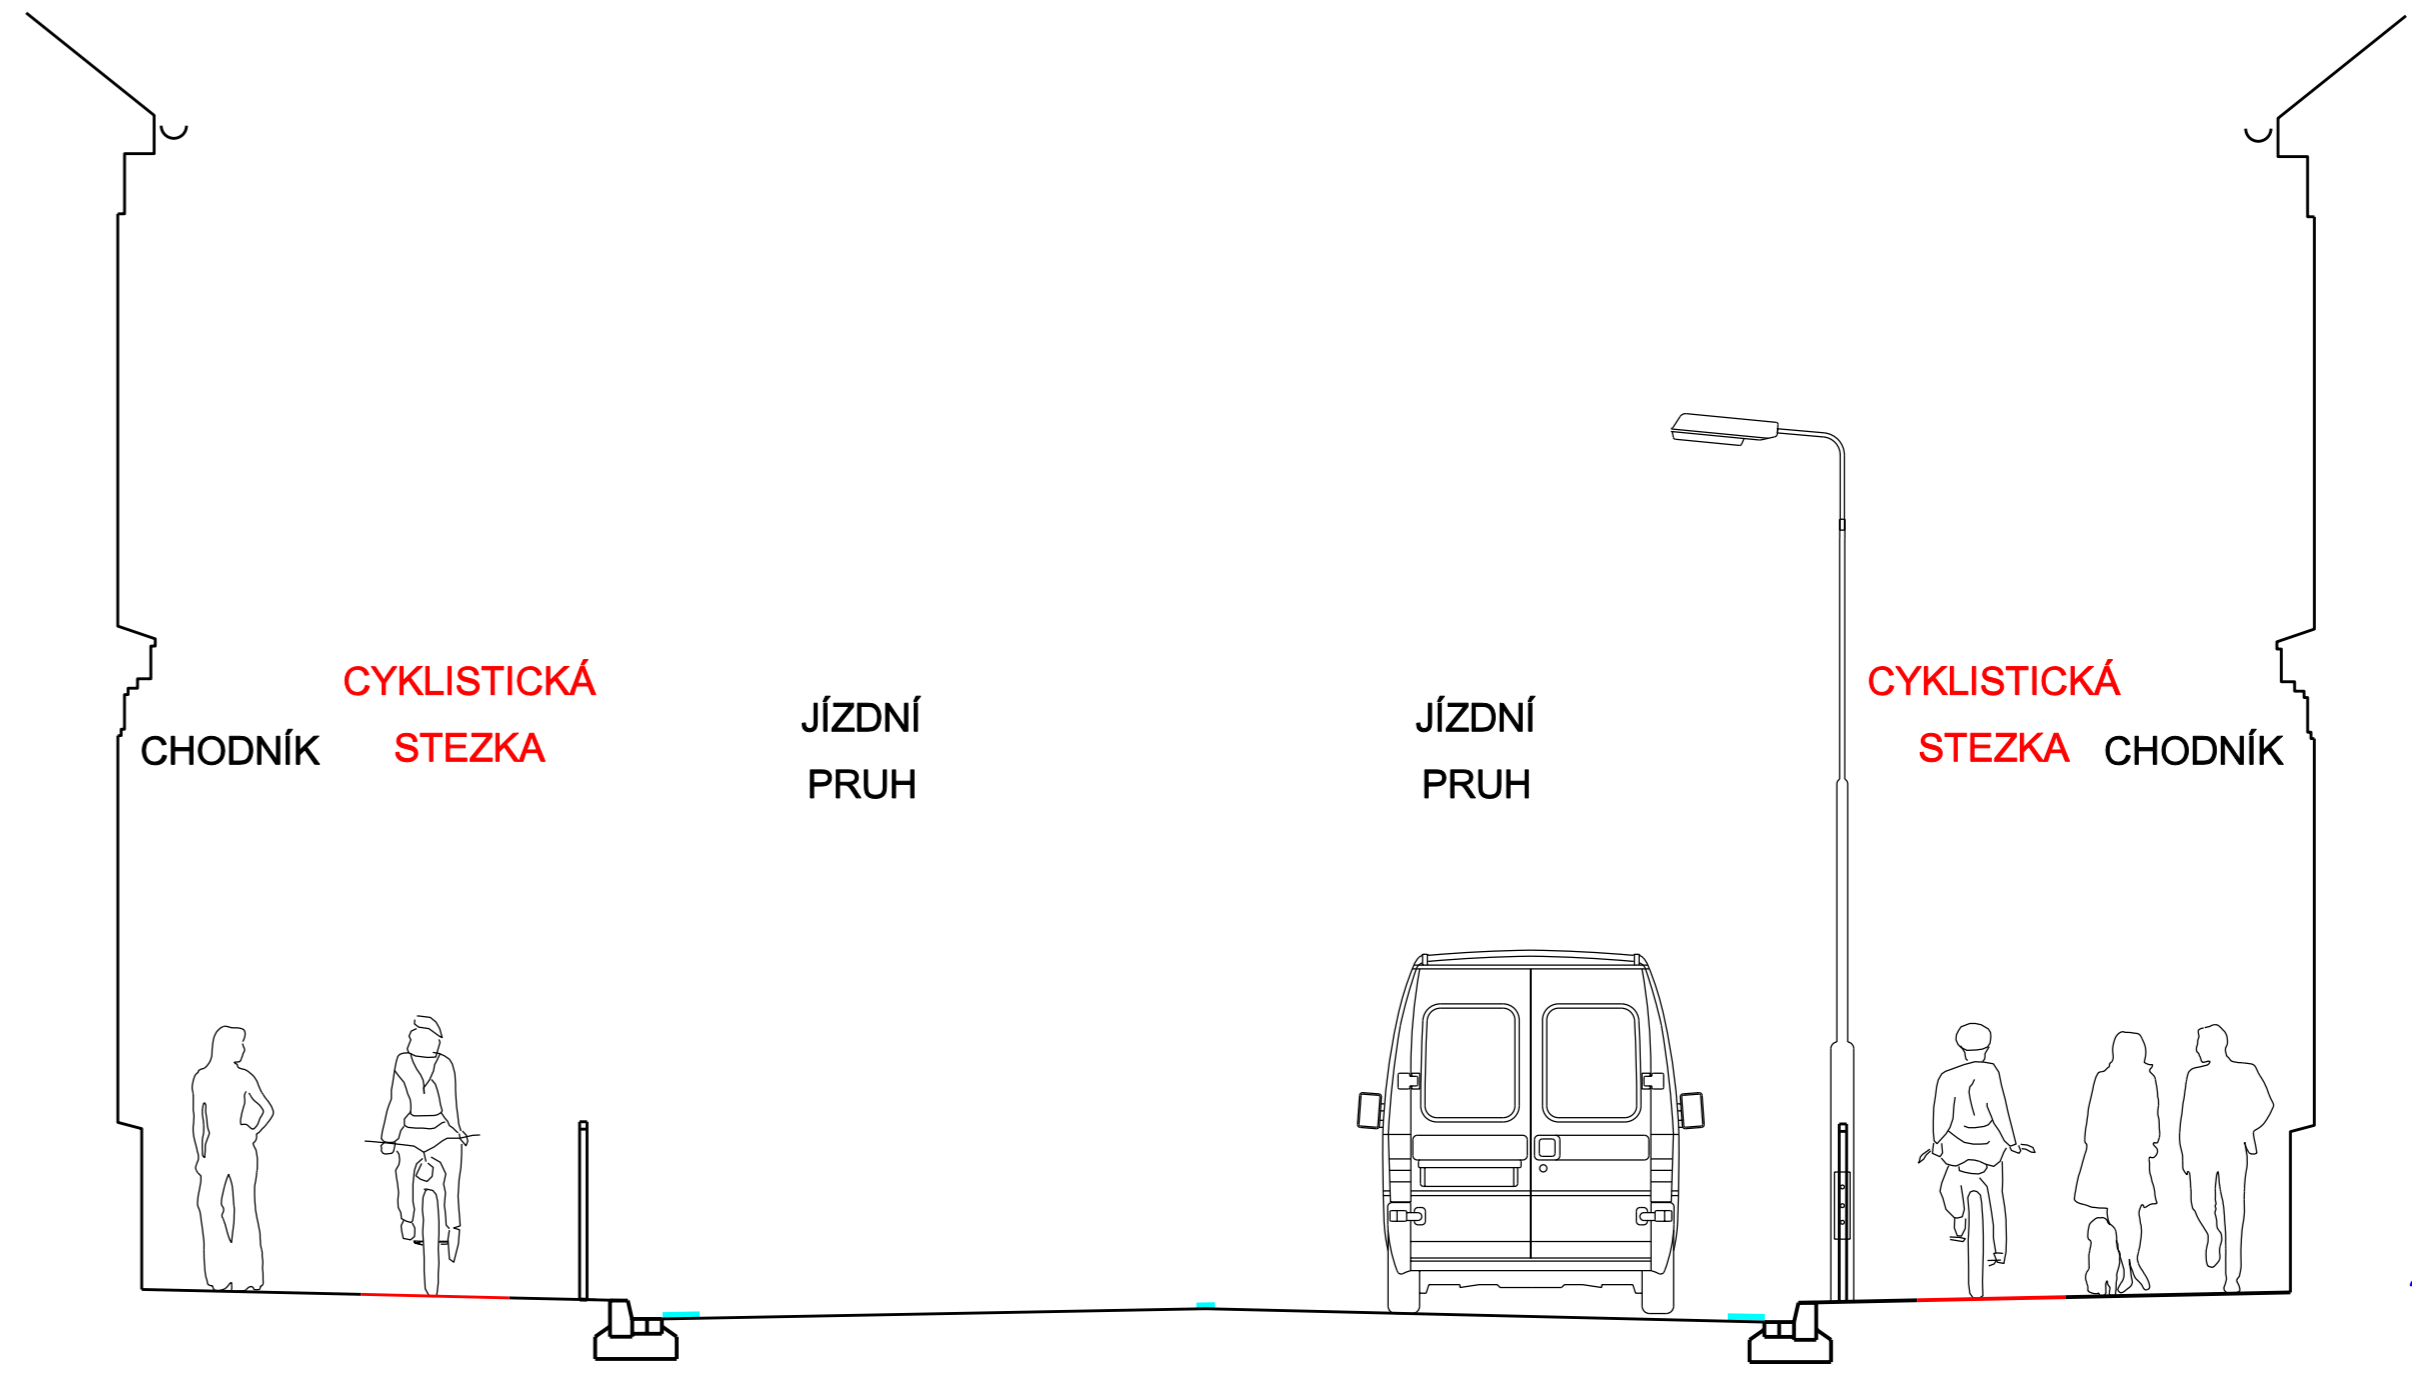 CHODNÍK
CYKLISTICKÁ
STEZKA
JÍZDNÍ
PRUH
JÍZDNÍ
PRUH
CYKLISTICKÁ
STEZKA
CHODNÍK